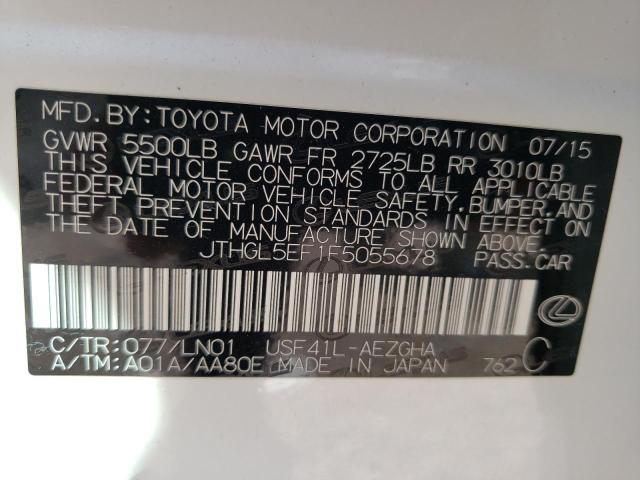 MFD. BY: TOYOTA MOTOR CORPORATION 07/15
GVWR 5500LB GAWR FR 2725LB RR 3010LB
THIS VEHICLE CONFORMS TO ALL APPLICABLE
FEDERAL MOTOR VEHICLE SAFETY, BUMPER, AND
THEFT PREVENTION STANDARDS IN EFFECT ON
THE DATE OF MANUFACTURE SHOWN ABOVE.
JTHGL5EF1F5055678 PASS. CAR
C/TR: 077/LN01 USF41L-AEZGHA
A/TM: A01A/AA80E MADE IN JAPAN 762 C